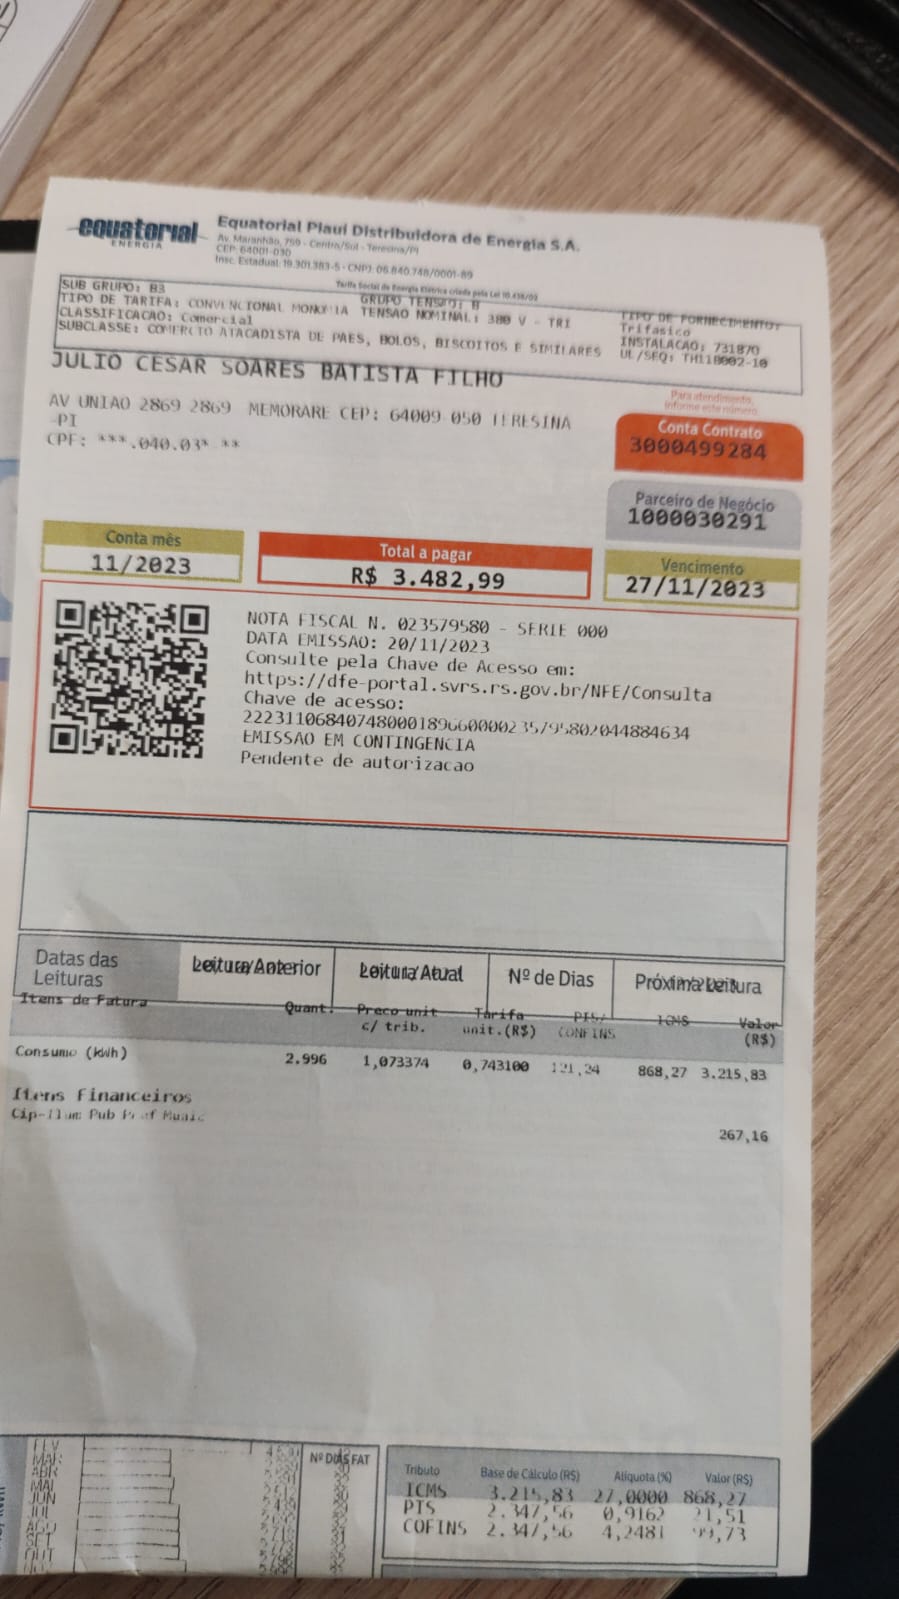 equatorial
ENERGIA
Equatorial Piauí Distribuidora de Energia S.A.
Av. Maranhão, 759 - Centro/Sul - Teresina/PI
CEP: 64001-030
Insc. Estadual: 19.301.383-5 - CNPJ: 06.840.748/0001-89
Tarifa Social de Energia Elétrica criada pela Lei 10.438/02
SUB GRUPO: B3 GRUPO TENSAO: B
TIPO DE TARIFA: CONVENCIONAL MONOMIA TENSAO NOMINAL: 380 V - TRI
CLASSIFICACAO: Comercial
SUBCLASSE: COMERCIO ATACADISTA DE PAES, BOLOS, BISCOITOS E SIMILARES
TIPO DE FORNECIMENTO:
Trifasico
INSTALACAO: 731870
UL/SEQ: TH11B002-10
JULIO CESAR SOARES BATISTA FILHO
AV UNIAO 2869 2869 MEMORARE CEP: 64009-050 TERESINA
-PI
CPF: ***.040.03*-**
Para atendimento,
informe este número
Conta Contrato
3000499284
Parceiro de Negócio
1000030291
Conta mês
11/2023
Total a pagar
R$ 3.482,99
Vencimento
27/11/2023
NOTA FISCAL N. 023579580 - SERIE 000
DATA EMISSAO: 20/11/2023
Consulte pela Chave de Acesso em:
https://dfe-portal.svrs.rs.gov.br/NFE/Consulta
Chave de acesso:
EMISSAO EM CONTINGENCIA
Pendente de autorizacao
Datas das Leituras
Leitura Anterior
Leitura Atual
Nº de Dias
Próxima Leitura
Itens de Fatura Quant. Preco unit c/ trib. Tarifa unit.(R$) PIS/ CONFINS ICMS Valor (R$)
Consumo (kWh) 2.996 1,073374 0,743100 121,24 868,27 3.215,83
Itens Financeiros
Cip-Ilum Pub Pref Munic
267,16
FEV
MAR
ABR
MAI
JUN
JUL
AGO
SET
OUT
Nº DIAS FAT
Tributo Base de Cálculo (R$) Alíquota (%) Valor (R$)
ICMS 3.215,83 27,0000 868,27
PIS 2.347,56 0,9162 21,51
COFINS 2.347,56 4,2481 99,73